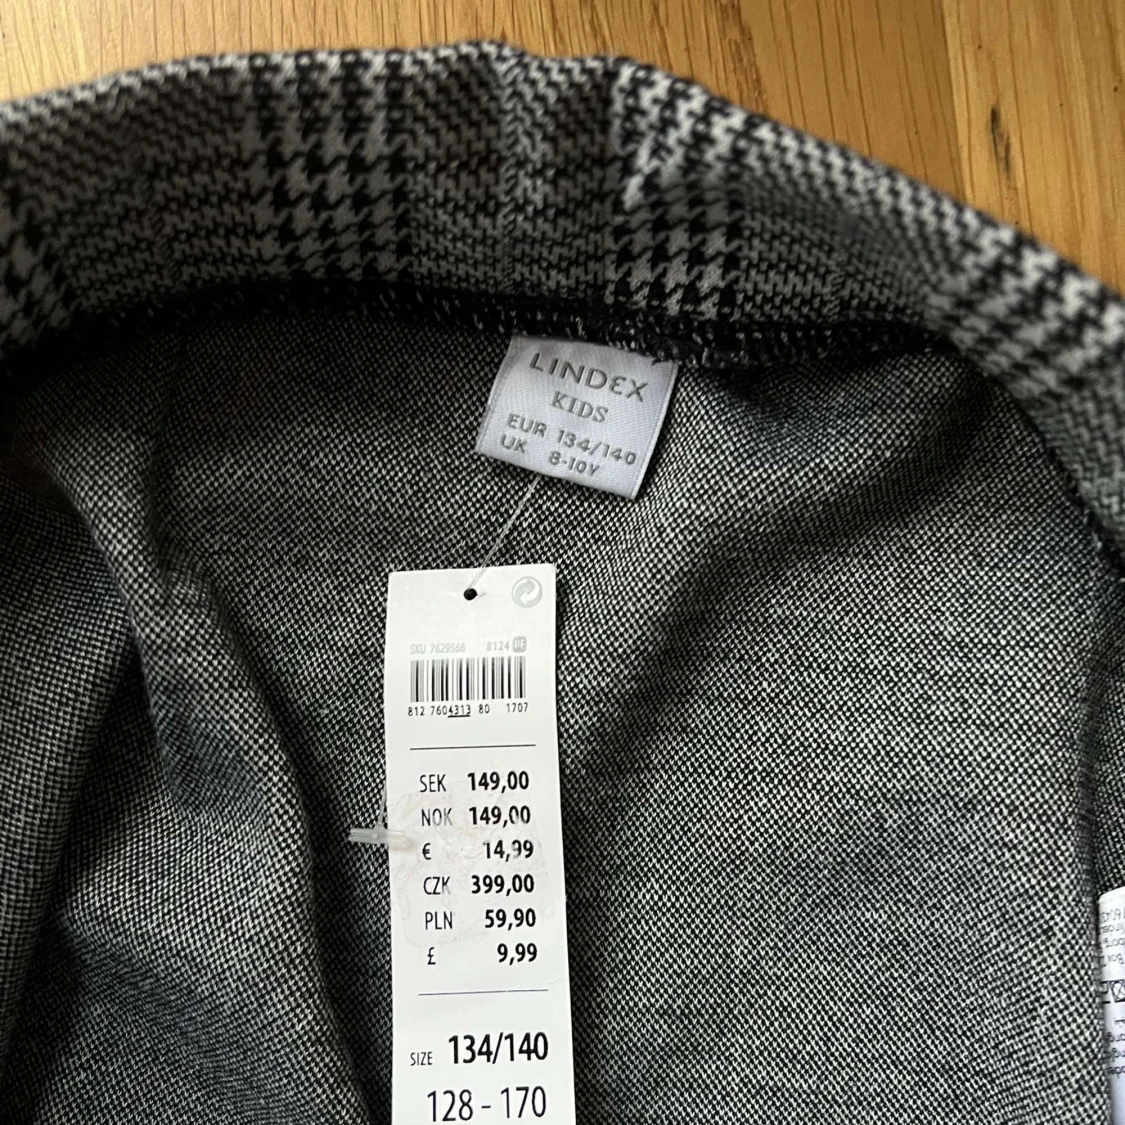 LINDEX
KIDS
EUR 134/140
UK 8-10Y
SKU 7629566 8124 UF
812 7604313 80 1707
SEK 149,00
NOK 149,00
€ 14,99
CZK 399,00
PLN 59,90
£ 9,99
SIZE 134/140
128 - 170